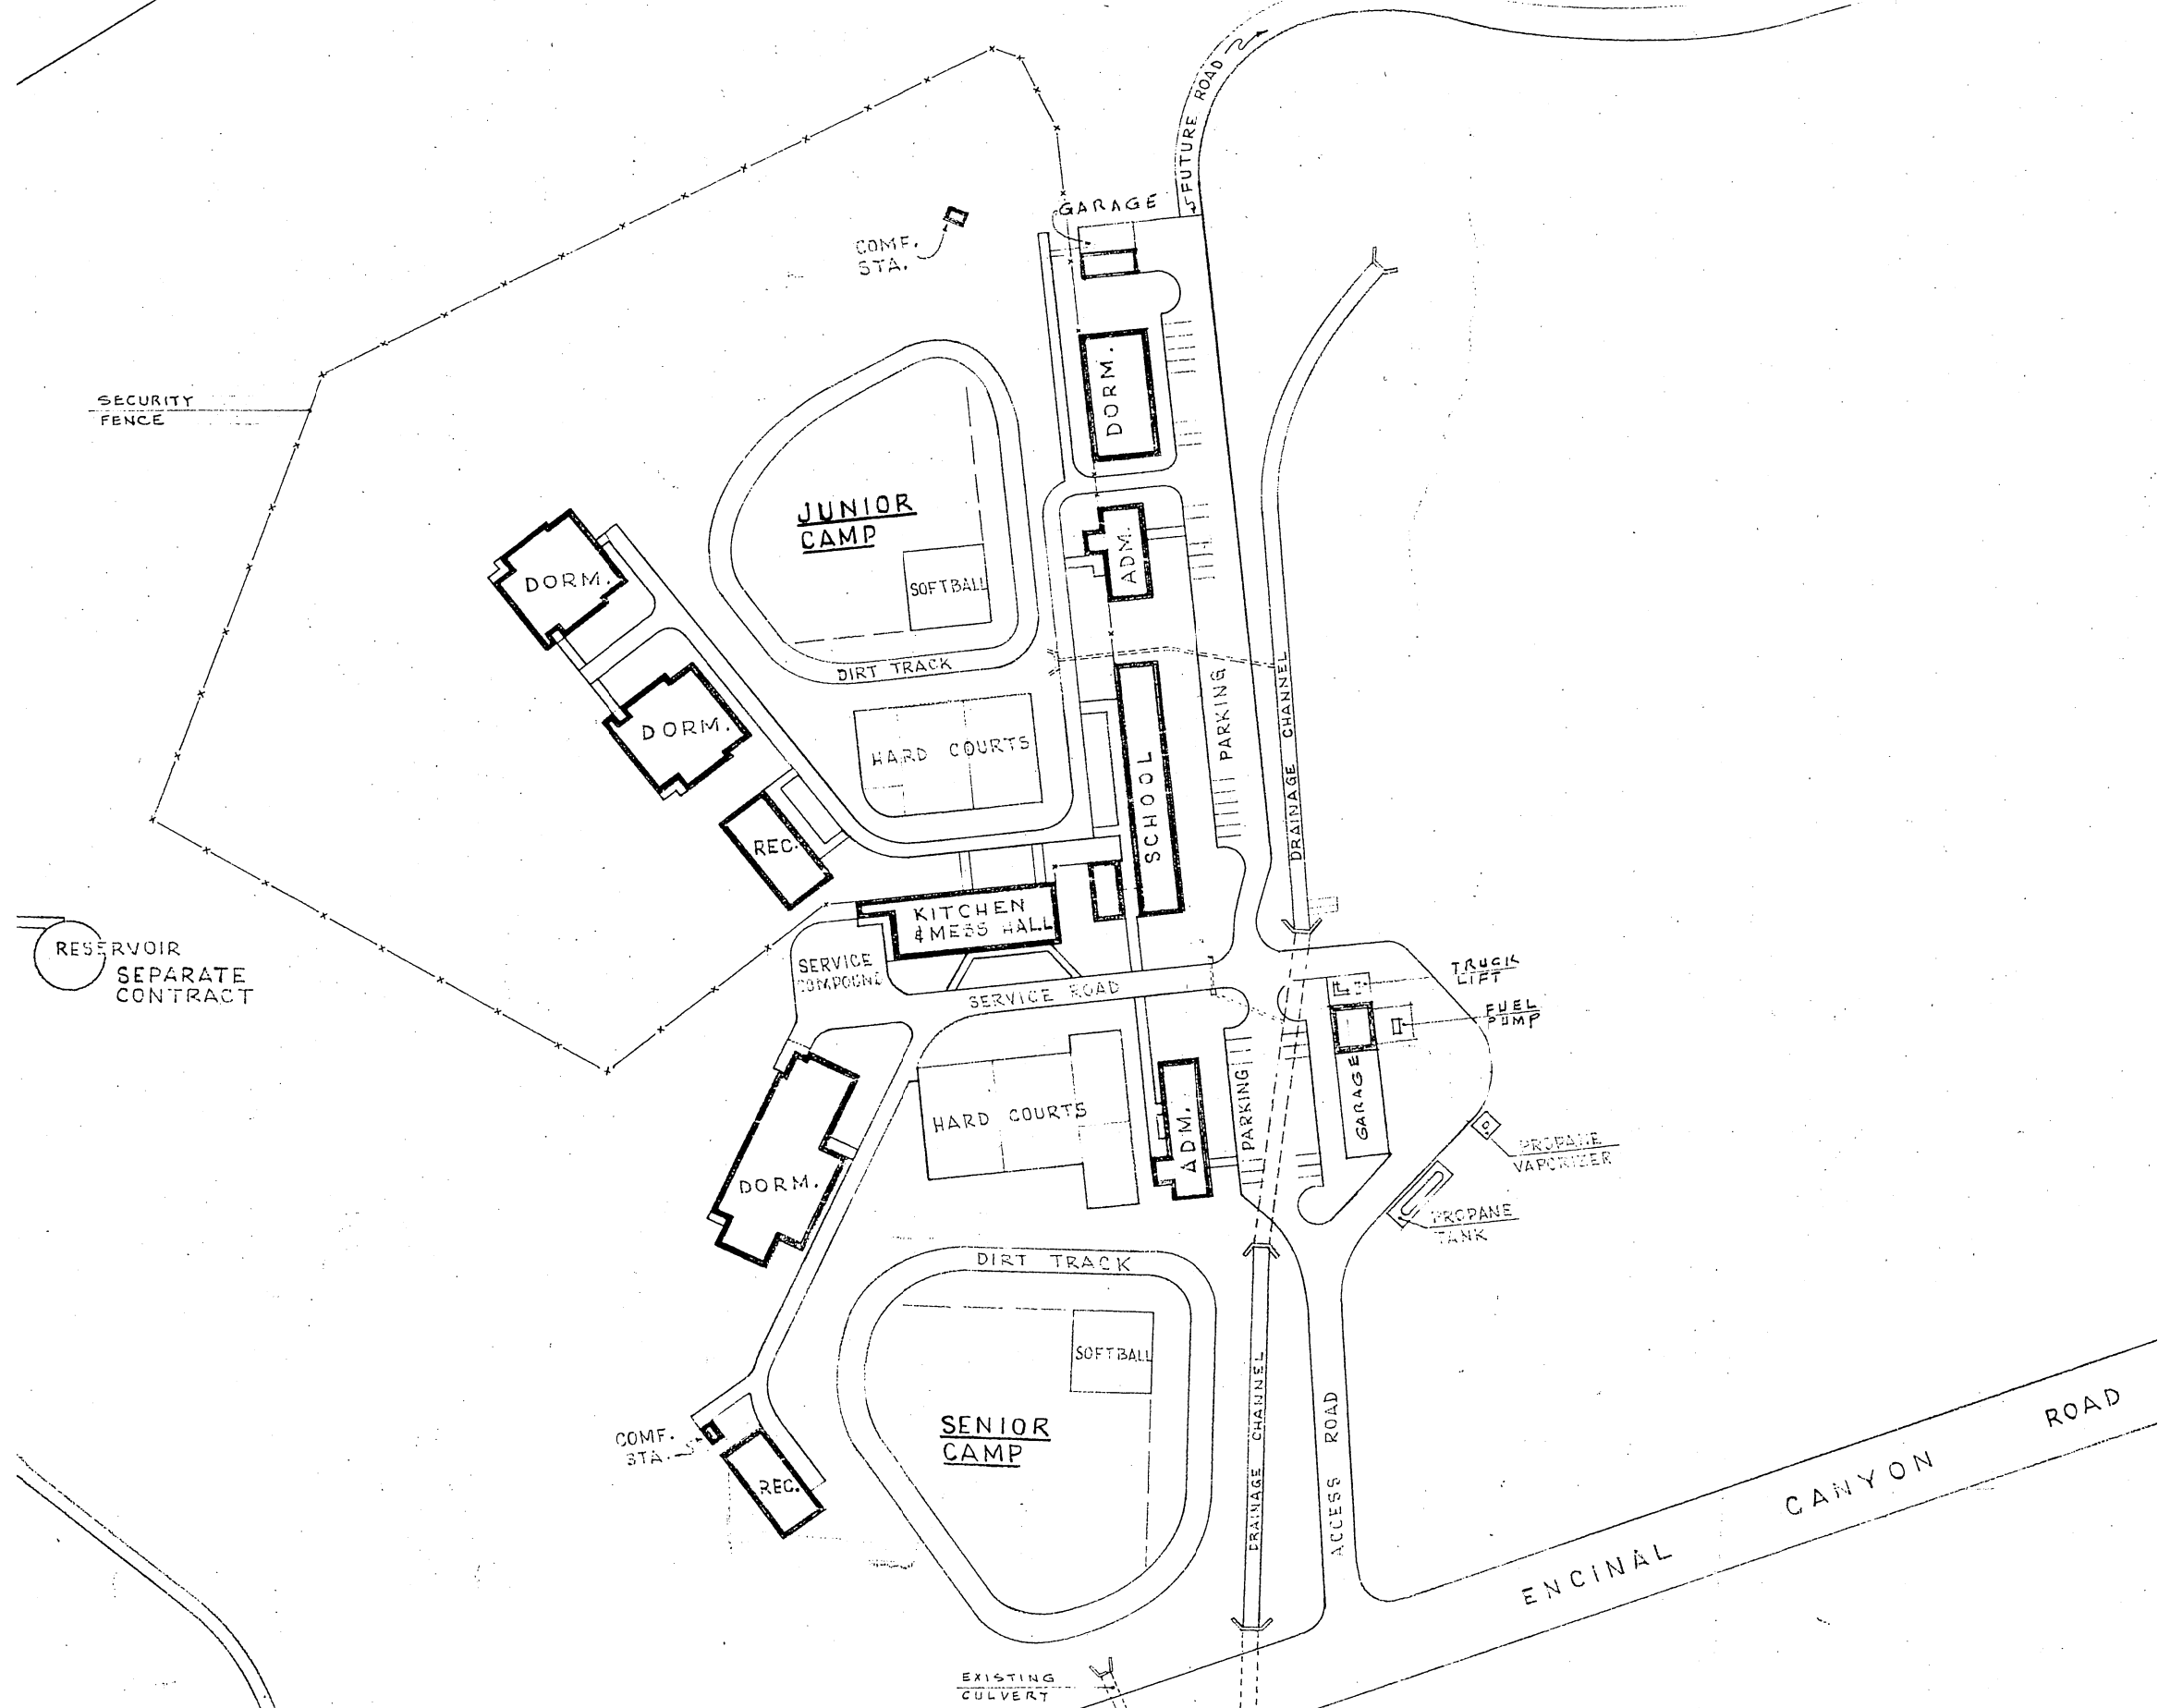 FUTURE ROAD
GARAGE
COMF.
STA.
DORM.
SECURITY
FENCE
JUNIOR
CAMP
ADM.
SOFTBALL
DORM.
DIRT TRACK
DORM.
HARD COURTS
PARKING
DRAINAGE CHANNEL
SCHOOL
REC.
KITCHEN
& MESS HALL
RESERVOIR
SEPARATE
CONTRACT
SERVICE
COMPOUND
SERVICE ROAD
TRUCK
LIFT
FUEL
PUMP
GARAGE
HARD COURTS
ADM.
PARKING
PROPANE
VAPORIZER
DORM.
PROPANE
TANK
DIRT TRACK
SOFTBALL
SENIOR
CAMP
COMF.
STA.
REC.
DRAINAGE CHANNEL
ACCESS ROAD
ENCINAL CANYON ROAD
EXISTING
CULVERT